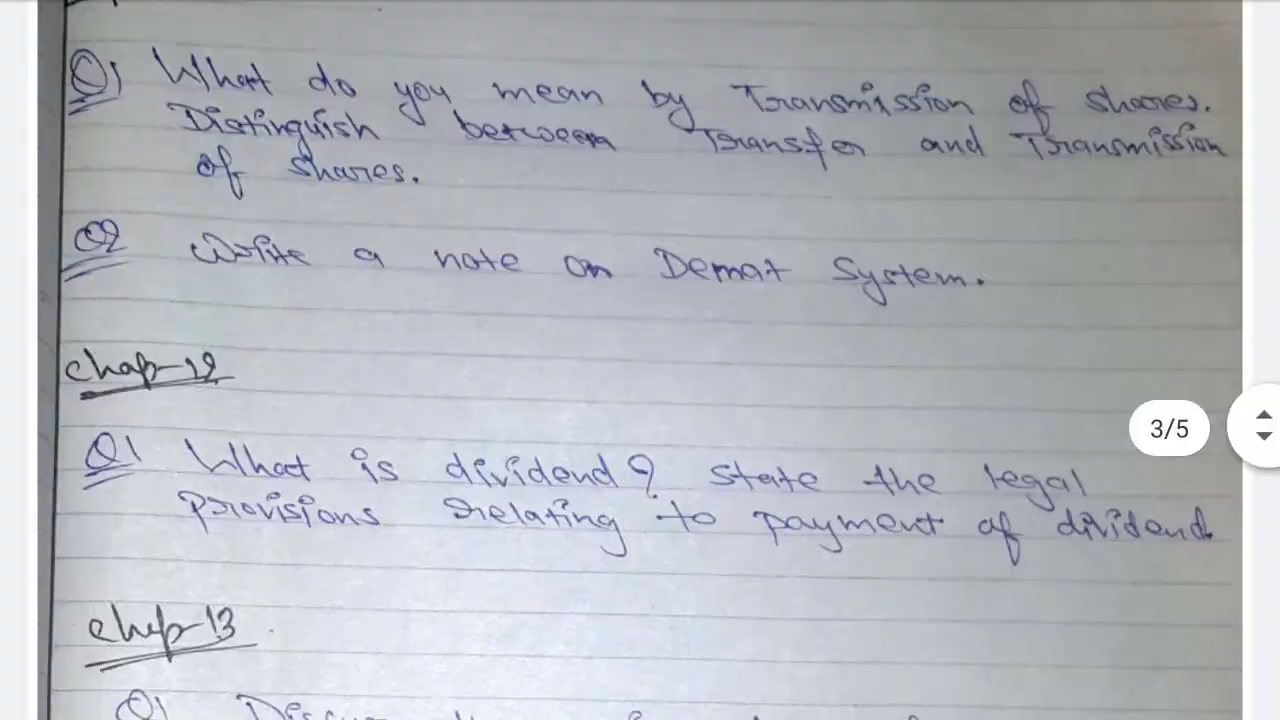 Q1 What do you mean by Transmission of shares.
Distinguish between Transfer and Transmission
of shares.
Q2 Write a note on Demat System.
Chap-12
3/5
Q1 What is dividend? State the legal
provisions relating to payment of dividend
Chap-13
Q1